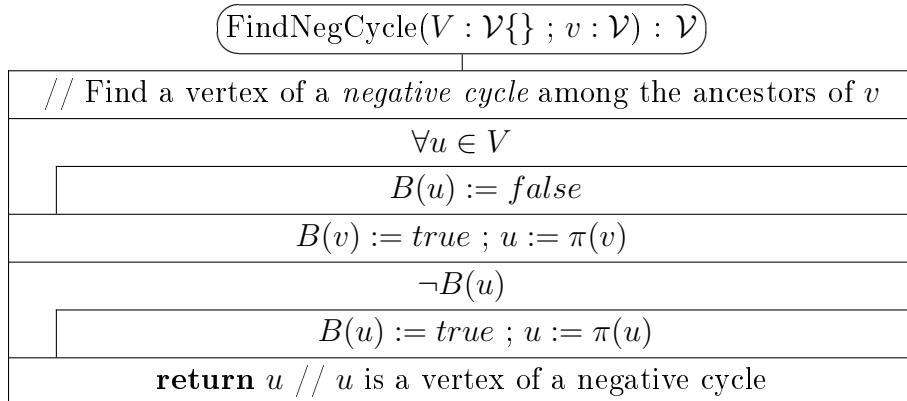 FindNegCycle(V : 𝒱{} ; v : 𝒱) : 𝒱
// Find a vertex of a negative cycle among the ancestors of v
∀u ∈ V
B(u) := false
B(v) := true ; u := π(v)
¬B(u)
B(u) := true ; u := π(u)
return u // u is a vertex of a negative cycle